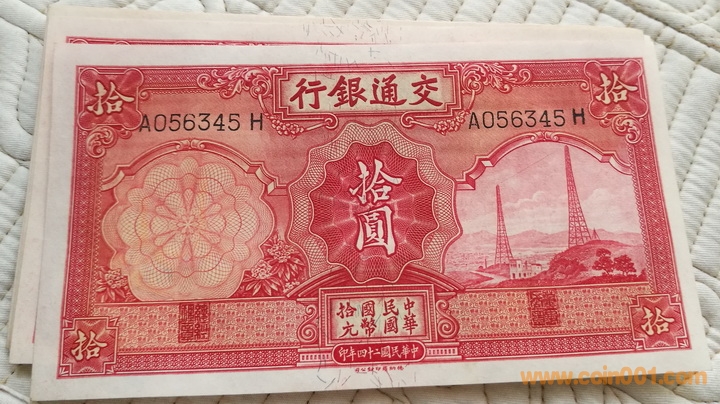 交通銀行
拾
拾
A056345 H
A056345 H
拾圓
中華
民國
國幣
拾元
中華民國二十四年印
拾
拾
www.coin001.com